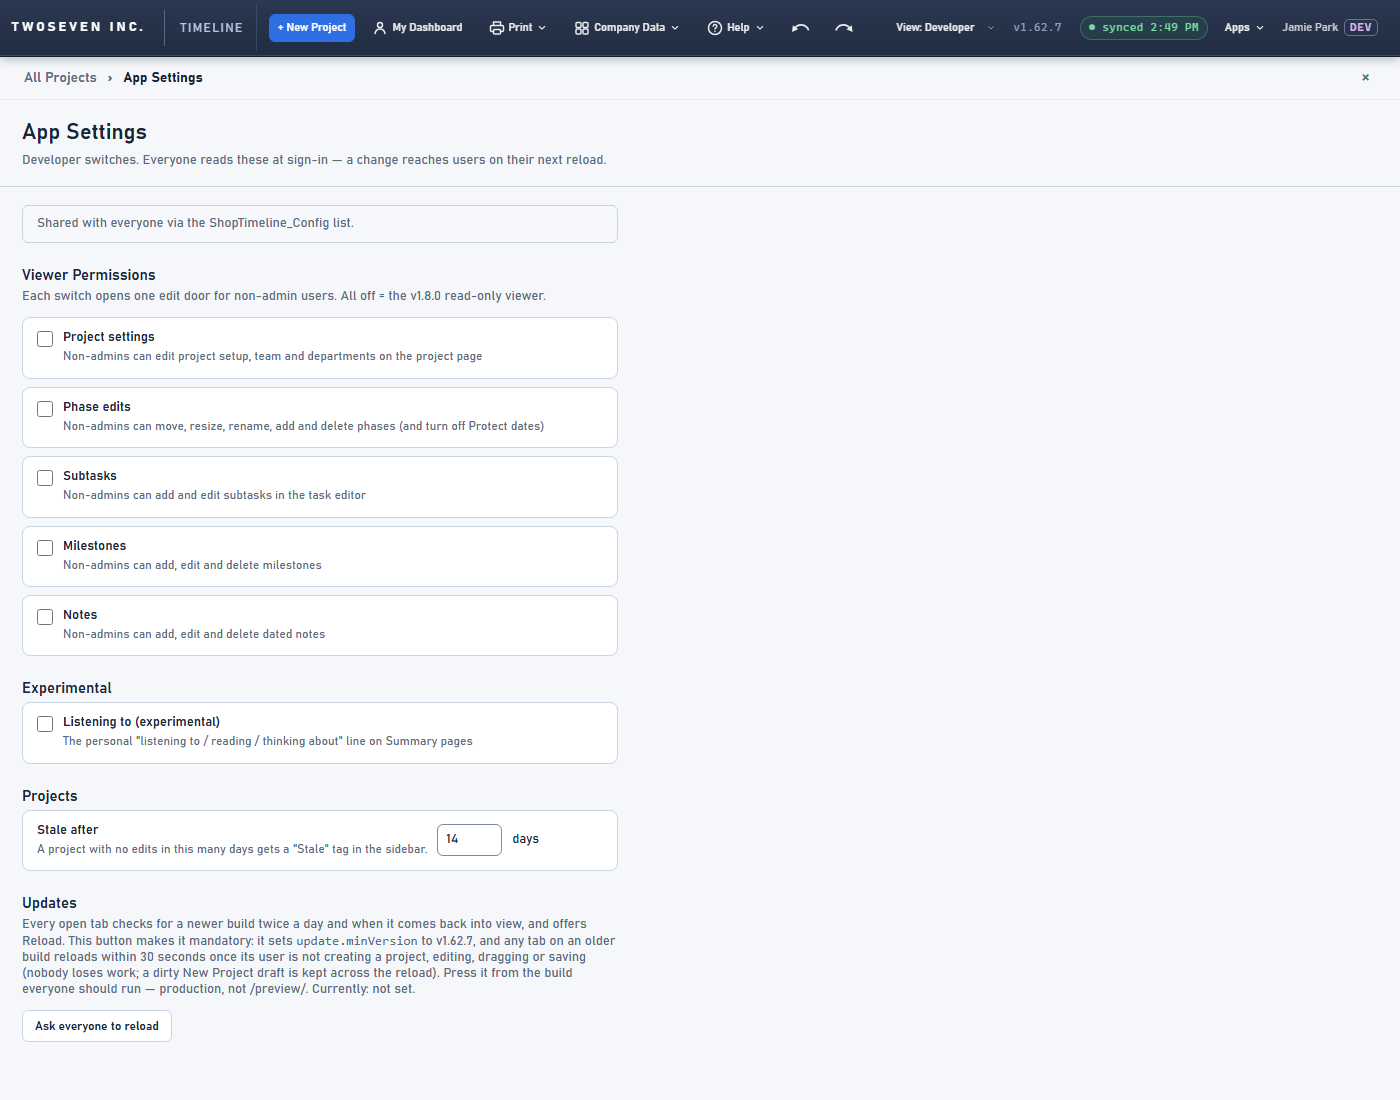 TWOSEVEN INC. TIMELINE + New Project My Dashboard Print Company Data Help View: Developer v1.62.7 synced 2:49 PM Apps Jamie Park DEV
All Projects › App Settings ×
App Settings
Developer switches. Everyone reads these at sign-in — a change reaches users on their next reload.
Shared with everyone via the ShopTimeline_Config list.
Viewer Permissions
Each switch opens one edit door for non-admin users. All off = the v1.8.0 read-only viewer.
Project settings
Non-admins can edit project setup, team and departments on the project page
Phase edits
Non-admins can move, resize, rename, add and delete phases (and turn off Protect dates)
Subtasks
Non-admins can add and edit subtasks in the task editor
Milestones
Non-admins can add, edit and delete milestones
Notes
Non-admins can add, edit and delete dated notes
Experimental
Listening to (experimental)
The personal "listening to / reading / thinking about" line on Summary pages
Projects
Stale after
A project with no edits in this many days gets a "Stale" tag in the sidebar. 14 days
Updates
Every open tab checks for a newer build twice a day and when it comes back into view, and offers
Reload. This button makes it mandatory: it sets update.minVersion to v1.62.7, and any tab on an older
build reloads within 30 seconds once its user is not creating a project, editing, dragging or saving
(nobody loses work; a dirty New Project draft is kept across the reload). Press it from the build
everyone should run — production, not /preview/. Currently: not set.
Ask everyone to reload